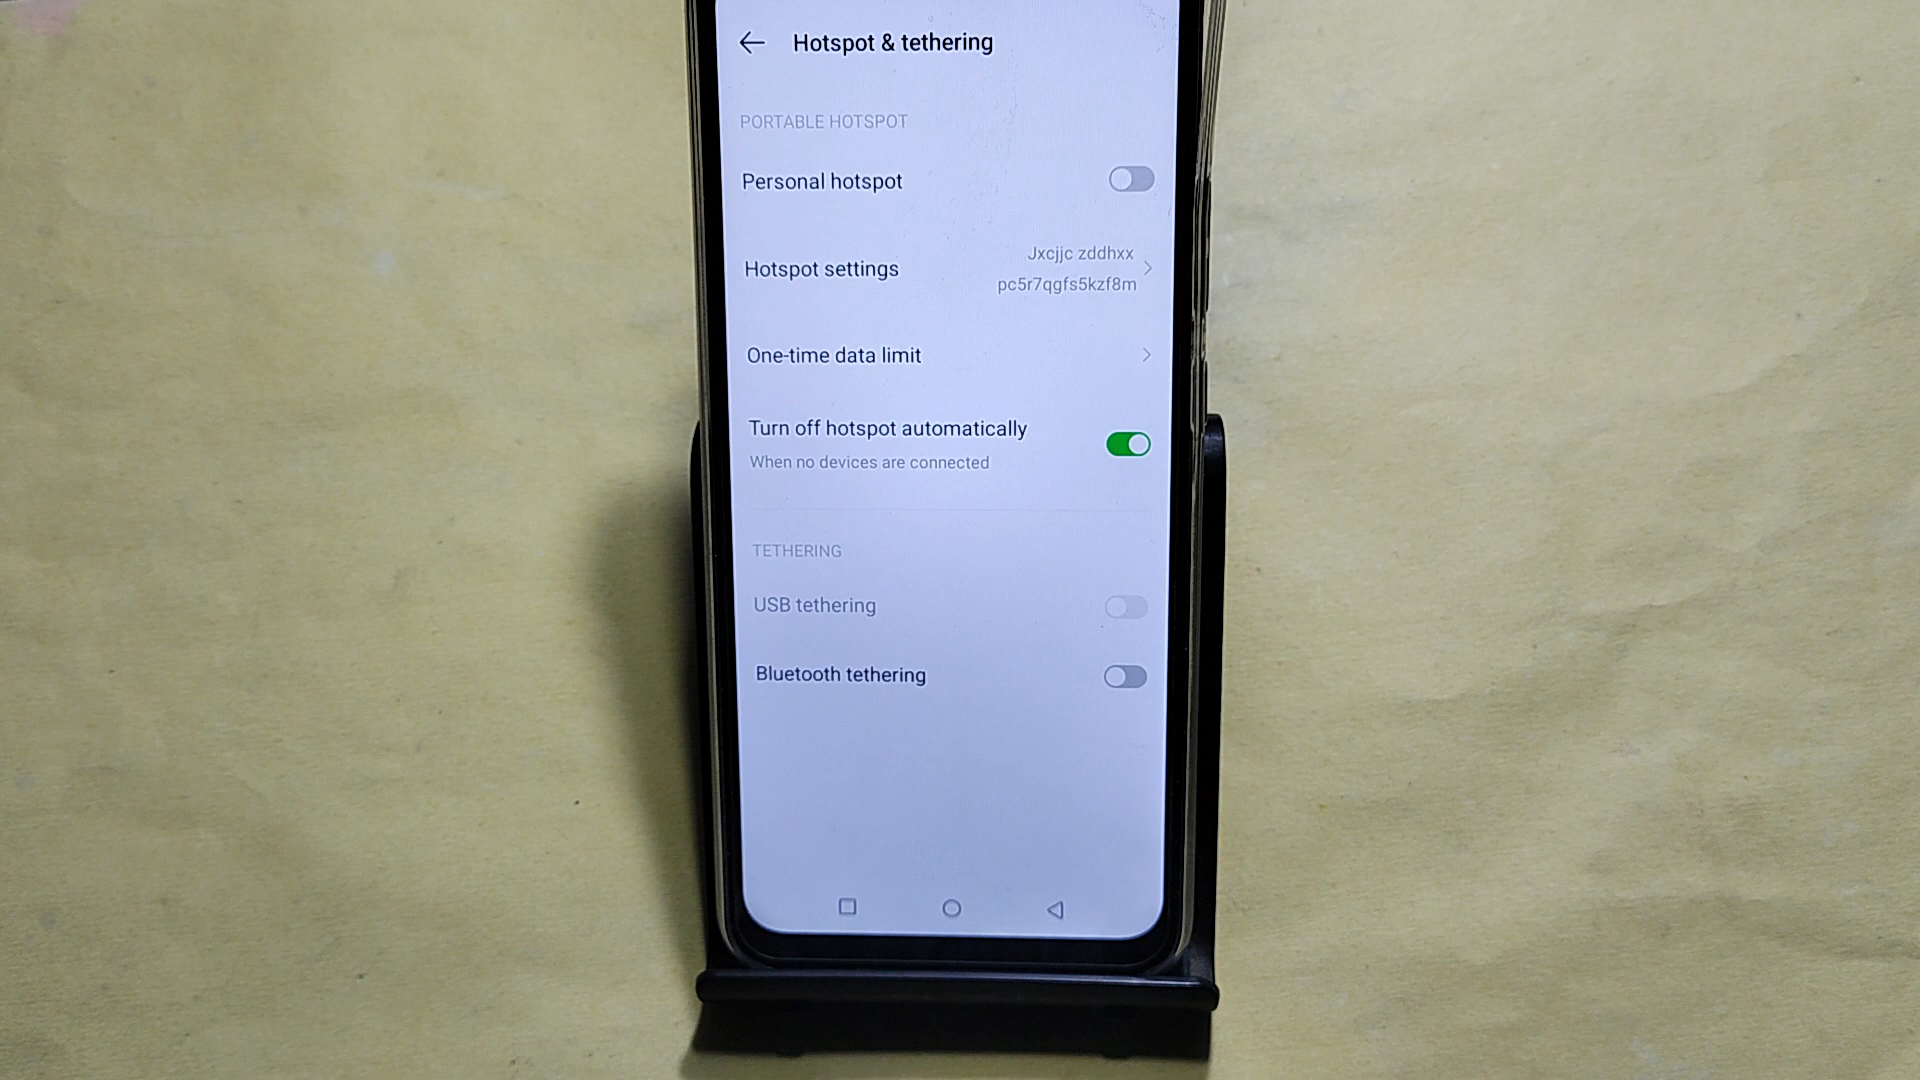 Hotspot & tethering
PORTABLE HOTSPOT
Personal hotspot
Hotspot settings
Jxcjjc zddhxx
pc5r7qgfs5kzf8m
One-time data limit
Turn off hotspot automatically
When no devices are connected
TETHERING
USB tethering
Bluetooth tethering